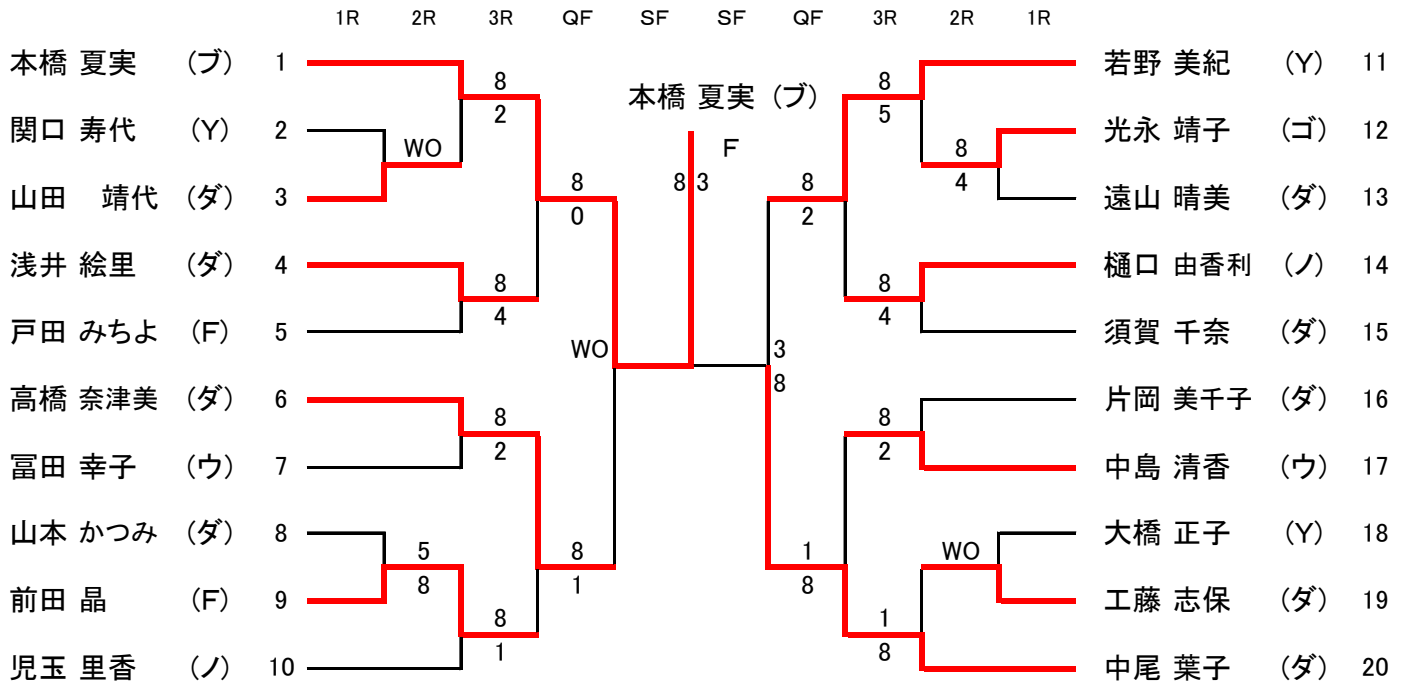 1R 2R 3R QF SF SF QF 3R 2R 1R
本橋 夏実 (ブ) 1
関口 寿代 (Y) 2
山田 靖代 (ダ) 3
浅井 絵里 (ダ) 4
戸田 みちよ (F) 5
高橋 奈津美 (ダ) 6
冨田 幸子 (ウ) 7
山本 かつみ (ダ) 8
前田 晶 (F) 9
児玉 里香 (ノ) 10
WO
5
8
8
2
8
4
8
2
8
1
8
0
8
1
WO
本橋 夏実 (ブ)
F
8 3
3
8
8
2
1
8
8
5
8
4
8
2
1
8
8
4
WO
若野 美紀 (Y) 11
光永 靖子 (ゴ) 12
遠山 晴美 (ダ) 13
樋口 由香利 (ノ) 14
須賀 千奈 (ダ) 15
片岡 美千子 (ダ) 16
中島 清香 (ウ) 17
大橋 正子 (Y) 18
工藤 志保 (ダ) 19
中尾 葉子 (ダ) 20